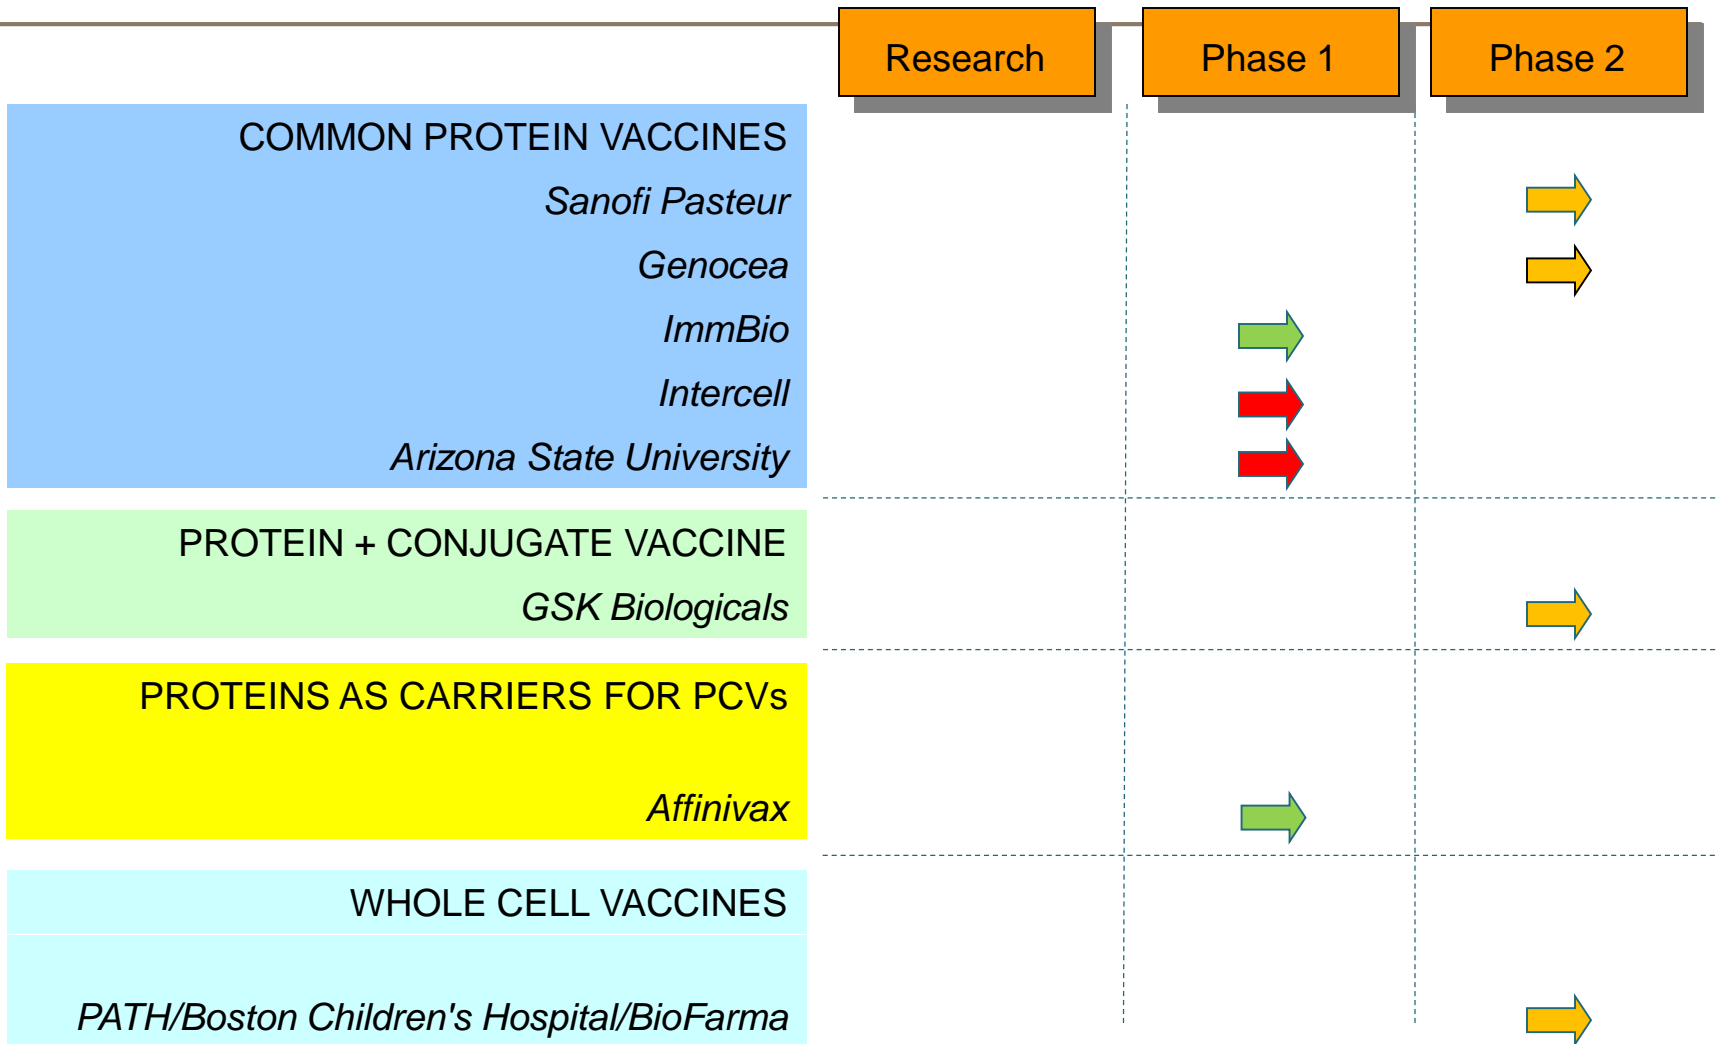 Research Phase 1 Phase 2
COMMON PROTEIN VACCINES
Sanofi Pasteur
Genocea
ImmBio
Intercell
Arizona State University
PROTEIN + CONJUGATE VACCINE
GSK Biologicals
PROTEINS AS CARRIERS FOR PCVs
Affinivax
WHOLE CELL VACCINES
PATH/Boston Children's Hospital/BioFarma